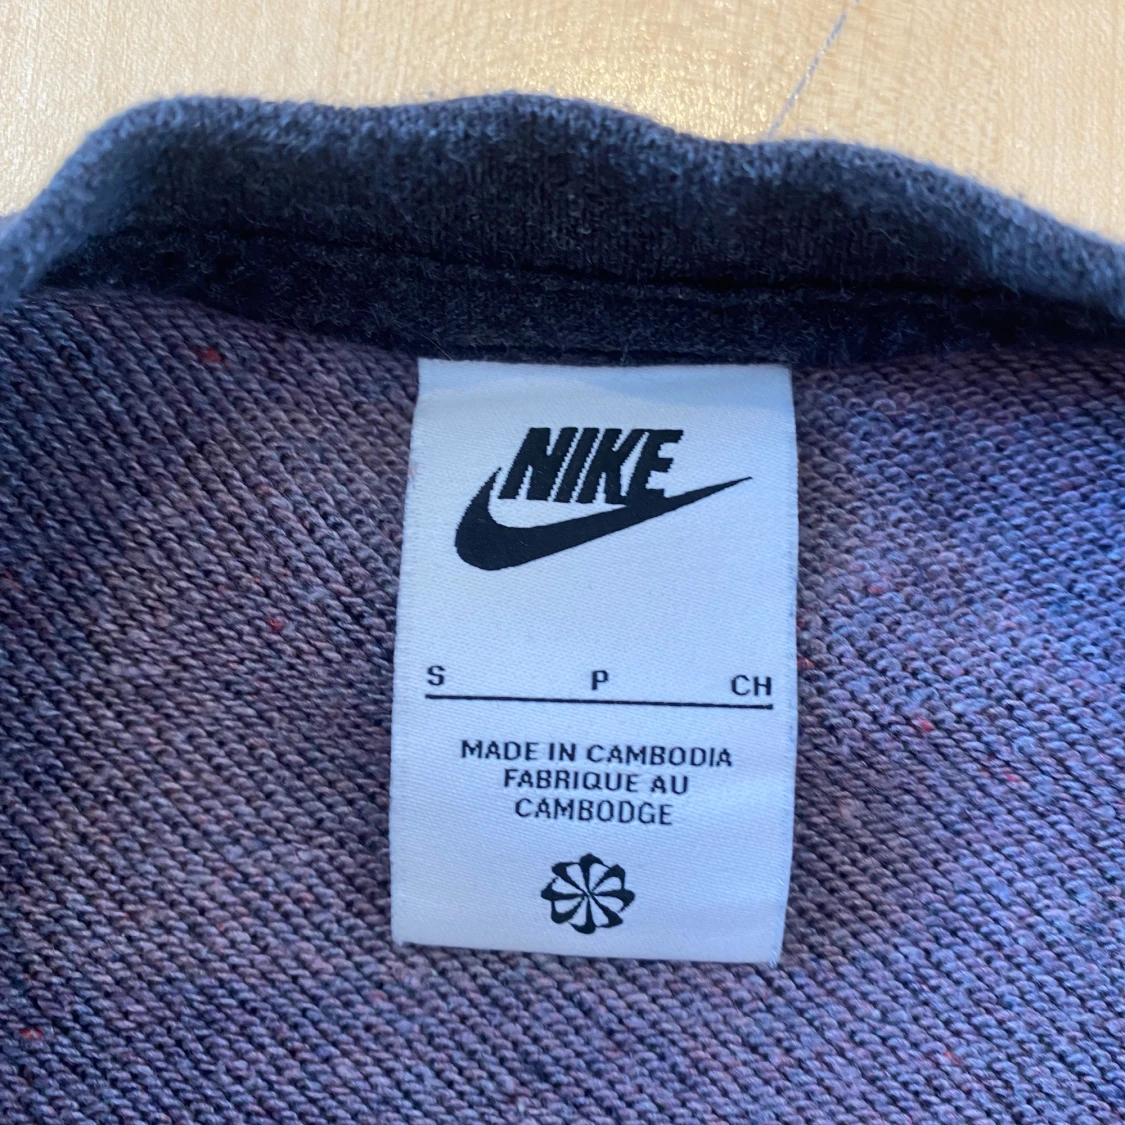 NIKE
S P CH
MADE IN CAMBODIA
FABRIQUE AU
CAMBODGE